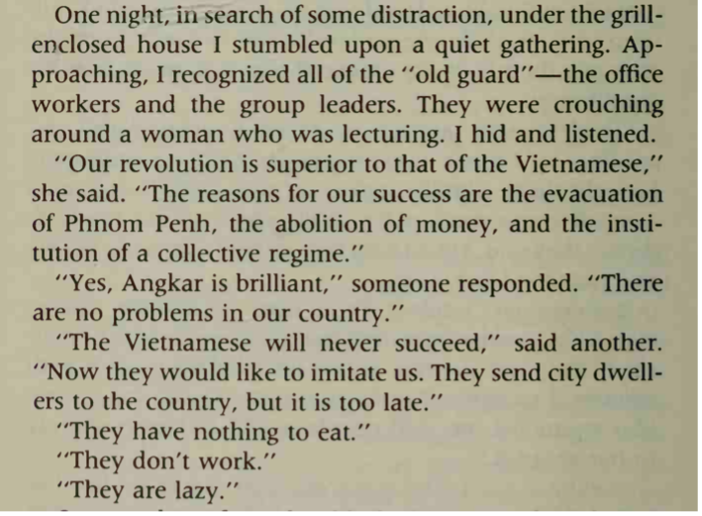 One night, in search of some distraction, under the grill-
enclosed house I stumbled upon a quiet gathering. Ap-
proaching, I recognized all of the “old guard”—the office
workers and the group leaders. They were crouching
around a woman who was lecturing. I hid and listened.
“Our revolution is superior to that of the Vietnamese,”
she said. “The reasons for our success are the evacuation
of Phnom Penh, the abolition of money, and the insti-
tution of a collective regime.”
“Yes, Angkar is brilliant,” someone responded. “There
are no problems in our country.”
“The Vietnamese will never succeed,” said another.
“Now they would like to imitate us. They send city dwell-
ers to the country, but it is too late.”
“They have nothing to eat.”
“They don’t work.”
“They are lazy.”